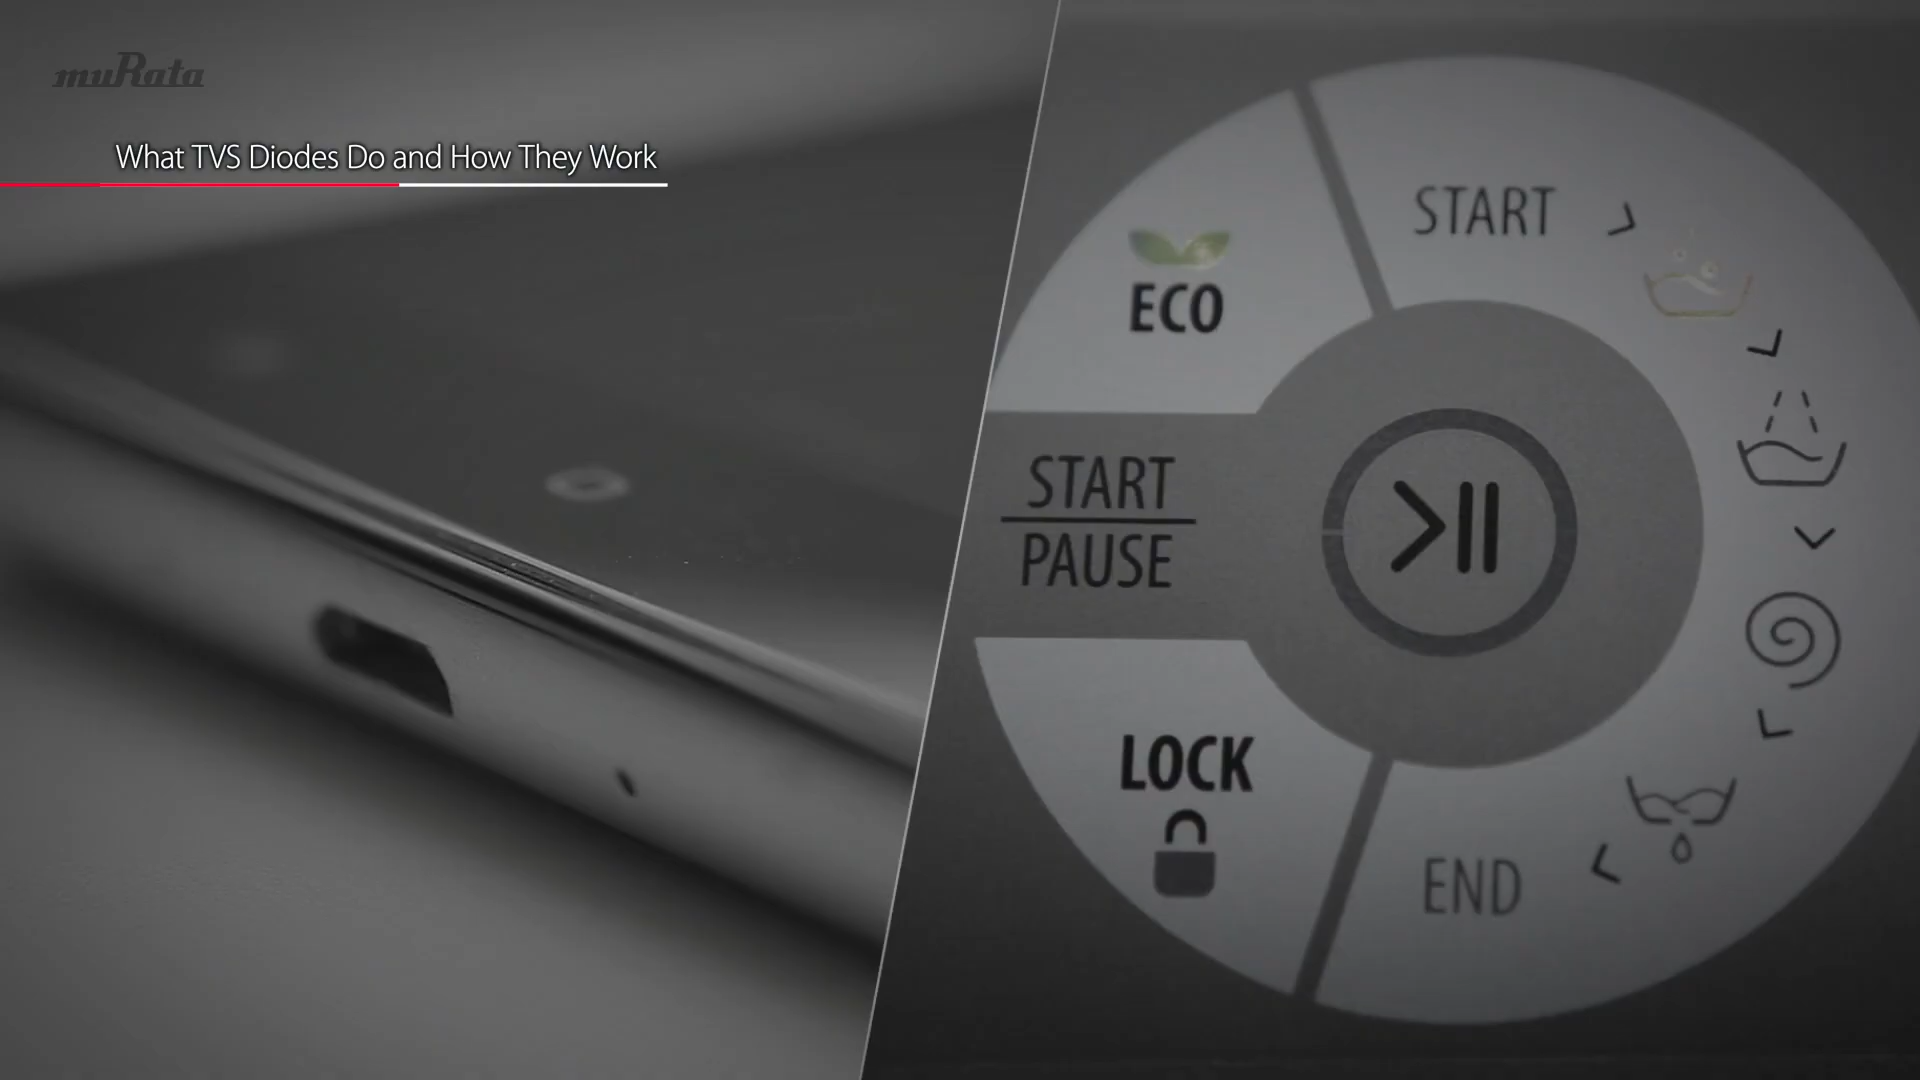 muRata
What TVS Diodes Do and How They Work
START
ECO
START
PAUSE
LOCK
END